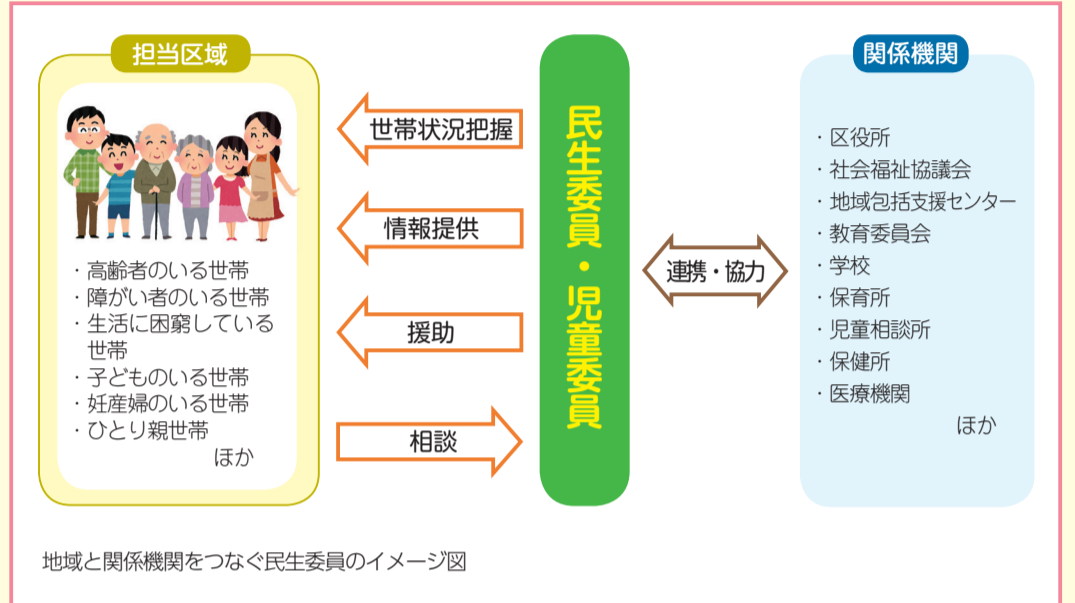 担当区域
・高齢者のいる世帯
・障がい者のいる世帯
・生活に困窮している
世帯
・子どものいる世帯
・妊産婦のいる世帯
・ひとり親世帯
ほか
世帯状況把握
情報提供
援助
相談
民生委員・児童委員
連携・協力
関係機関
・区役所
・社会福祉協議会
・地域包括支援センター
・教育委員会
・学校
・保育所
・児童相談所
・保健所
・医療機関
ほか
地域と関係機関をつなぐ民生委員のイメージ図